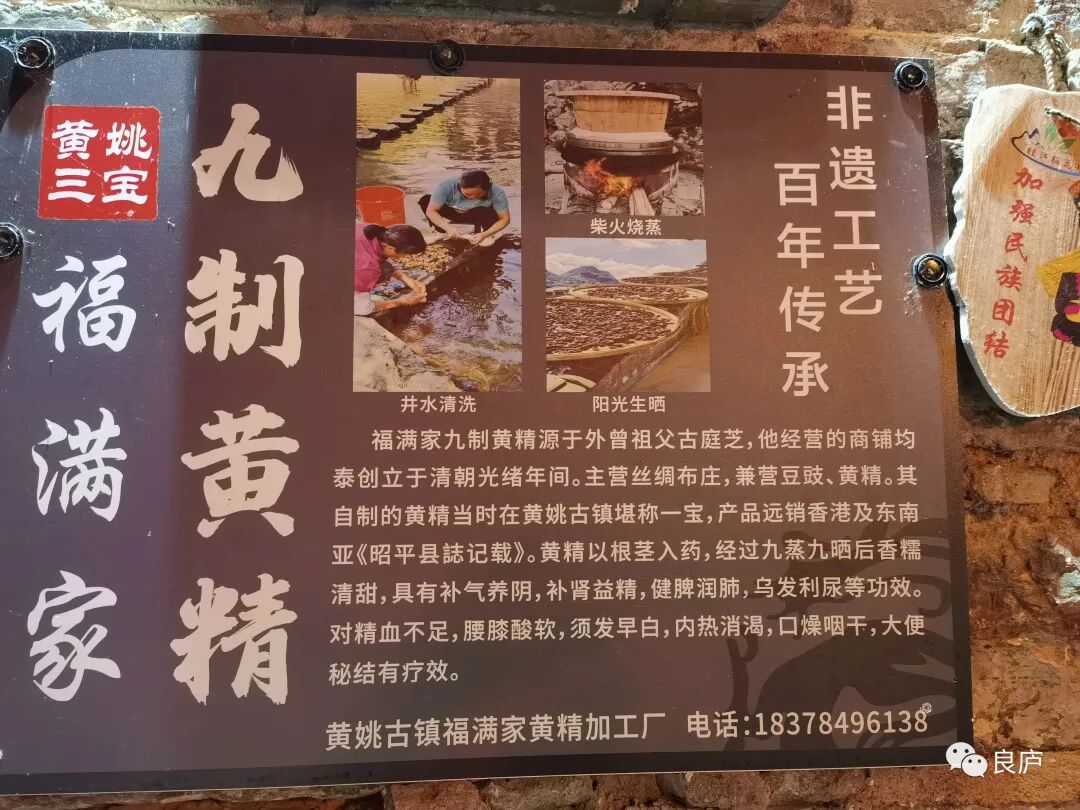 黄姚
三宝
福满家
九制黄精
非遗工艺
百年传承
柴火烧蒸
井水清洗
阳光生晒
福满家九制黄精源于外曾祖父古庭芝，他经营的商铺均
泰创立于清朝光绪年间。主营丝绸布庄，兼营豆豉、黄精。其
自制的黄精当时在黄姚古镇堪称一宝，产品远销香港及东南
亚《昭平县誌记载》。黄精以根茎入药，经过九蒸九晒后香糯
清甜，具有补气养阴，补肾益精，健脾润肺，乌发利尿等功效。
对精血不足，腰膝酸软，须发早白，内热消渴，口燥咽干，大便
秘结有疗效。
黄姚古镇福满家黄精加工厂 电话：18378496138
加强民族团结
良庐